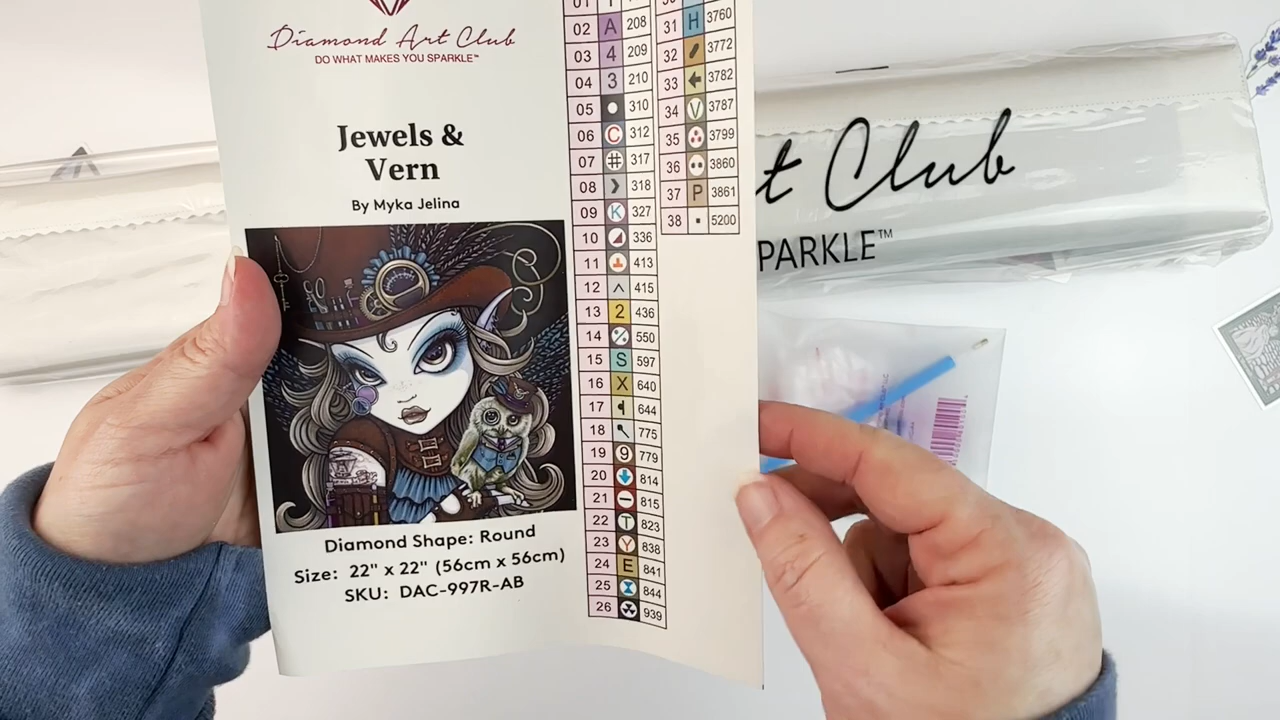 Diamond Art Club
DO WHAT MAKES YOU SPARKLE™
Jewels &
Vern
By Myka Jelina
Diamond Shape: Round
Size: 22" x 22" (56cm x 56cm)
SKU: DAC-997R-AB
01
02 A 208
03 4 209
04 3 210
05 310
06 C 312
07 # 317
08 318
09 K 327
10 336
11 413
12 ^ 415
13 2 436
14 550
15 S 597
16 X 640
17 644
18 775
19 9 779
20 814
21 815
22 T 823
23 Y 838
24 E 841
25 844
26 939
31 H 3760
32 3772
33 3782
34 V 3787
35 3799
36 3860
37 P 3861
38 5200
t Club
PARKLE™